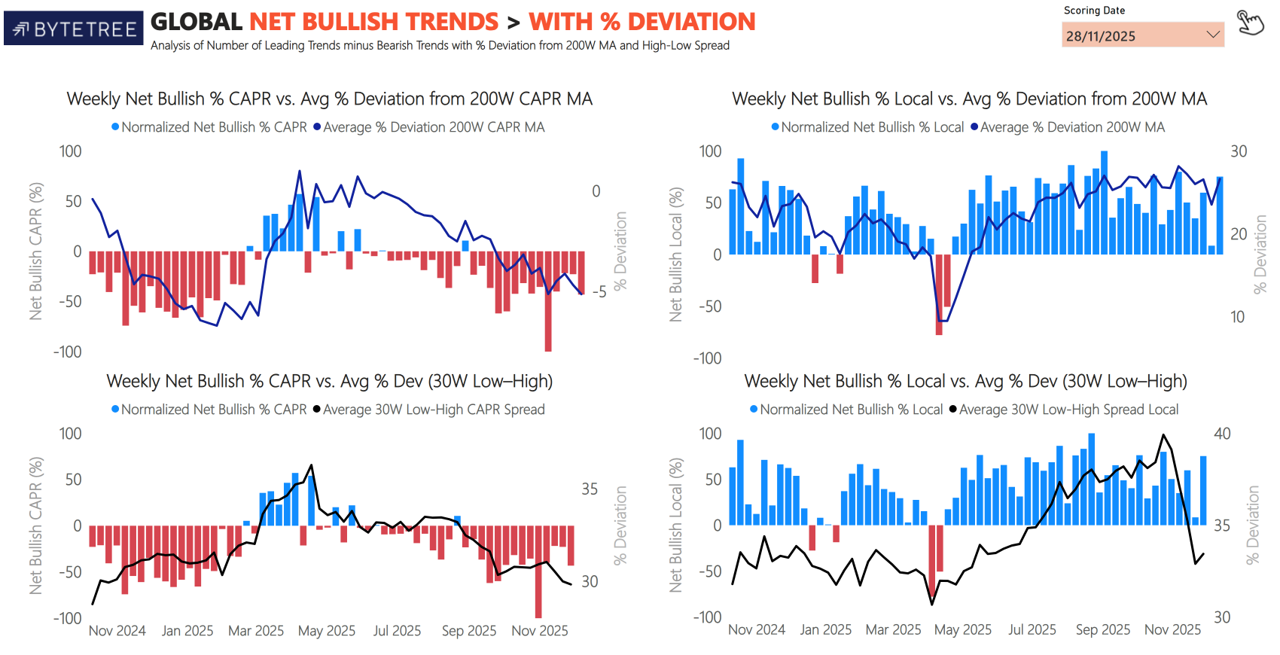 BYTETREE
GLOBAL NET BULLISH TRENDS > WITH % DEVIATION
Analysis of Number of Leading Trends minus Bearish Trends with % Deviation from 200W MA and High-Low Spread
Scoring Date
28/11/2025
Weekly Net Bullish % CAPR vs. Avg % Deviation from 200W CAPR MA
Normalized Net Bullish % CAPR Average % Deviation 200W CAPR MA
Net Bullish CAPR (%)
100
50
0
-50
-100
0
-5
% Deviation
Weekly Net Bullish % Local vs. Avg % Deviation from 200W MA
Normalized Net Bullish % Local Average % Deviation 200W MA
Net Bullish Local (%)
100
50
0
-50
-100
30
20
10
% Deviation
Weekly Net Bullish % CAPR vs. Avg % Dev (30W Low–High)
Normalized Net Bullish % CAPR Average 30W Low-High CAPR Spread
Net Bullish CAPR (%)
100
50
0
-50
-100
35
30
% Deviation
Nov 2024 Jan 2025 Mar 2025 May 2025 Jul 2025 Sep 2025 Nov 2025
Weekly Net Bullish % Local vs. Avg % Dev (30W Low–High)
Normalized Net Bullish % Local Average 30W Low-High Spread Local
Net Bullish Local (%)
100
50
0
-50
-100
40
35
30
% Deviation
Nov 2024 Jan 2025 Mar 2025 May 2025 Jul 2025 Sep 2025 Nov 2025